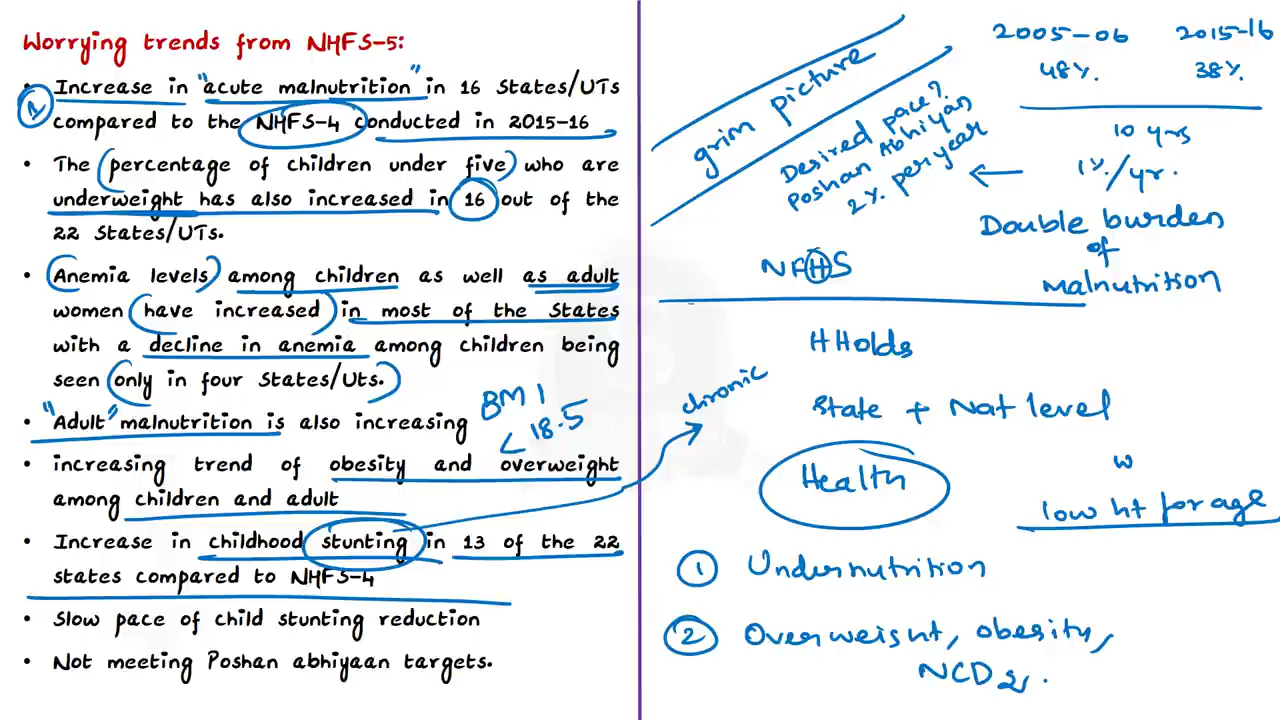 Worrying trends from NHFS-5:
• Increase in "acute malnutrition" in 16 States/UTs
1
compared to the NHFS-4 conducted in 2015-16
• The (percentage of children under five) who are
underweight has also increased in 16 out of the
22 States/UTs.
• (Anemia levels) among children as well as adult
women (have increased) in most of the States
with a decline in anemia among children being
seen (only in four States/Uts.)
• "Adult" malnutrition is also increasing
BMI
< 18.5
• increasing trend of obesity and overweight
among children and adult
• Increase in childhood stunting in 13 of the 22
states compared to NHFS-4
• Slow pace of child stunting reduction
• Not meeting Poshan abhiyaan targets.
grim picture
Desired pace?
Poshan Abhiyan
2%. per year
2005-06 2015-16
48%. 38%.
10 yrs
1%/yr.
Double burden
of
malnutrition
NFHS
HHolds
chronic
State + Nat level
Health
low ht for age
1 Undernutrition
2 Overweight, obesity,
NCDs.